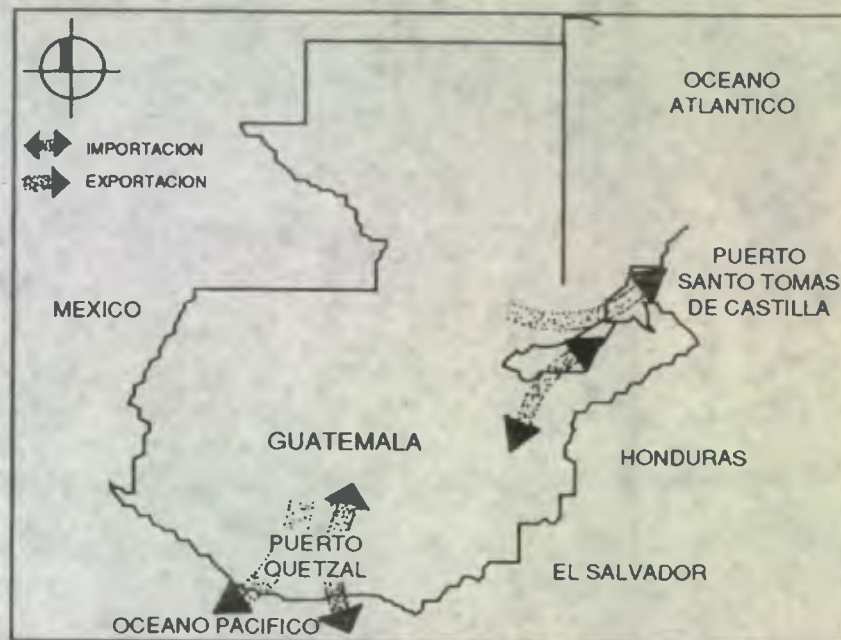 OCEANO
ATLANTICO
IMPORTACION
EXPORTACION
PUERTO
SANTO TOMAS
DE CASTILLA
MEXICO
GUATEMALA
HONDURAS
PUERTO
QUETZAL
EL SALVADOR
OCEANO PACIFICO